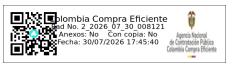 Colombia Compra Eficiente
Rad No. 2_2026_07_30_008121
Anexos: No Con copia: No
Fecha: 30/07/2026 17:45:40
Agencia Nacional
de Contratación Pública
Colombia Compra Eficiente